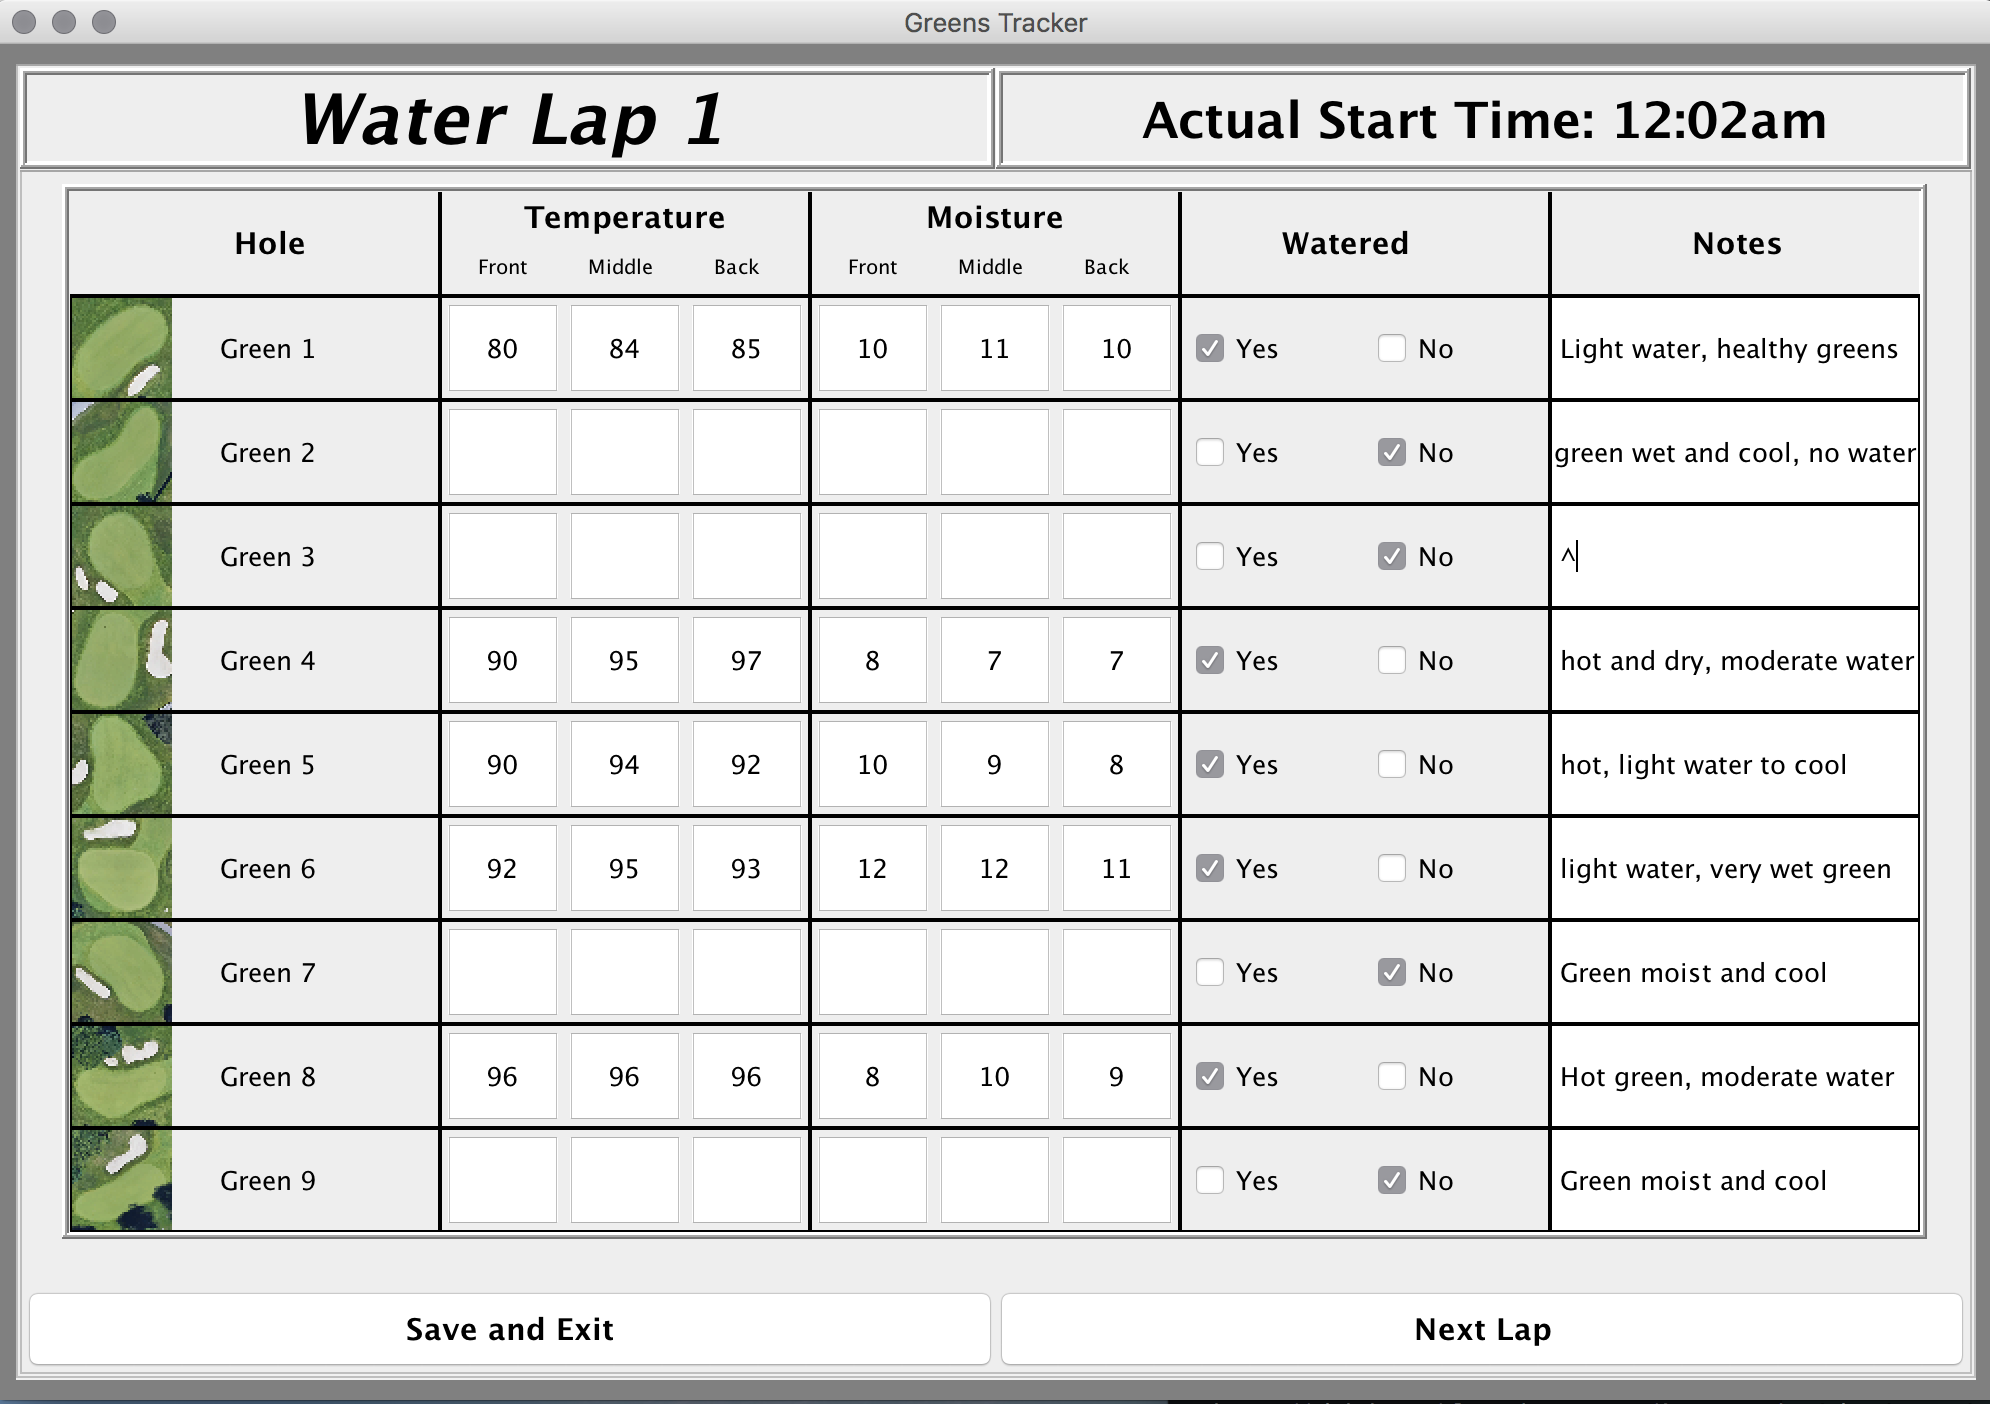 Greens Tracker
Water Lap 1
Actual Start Time: 12:02am
Hole Temperature Moisture Watered Notes
Front Middle Back Front Middle Back
Green 1 80 84 85 10 11 10 Yes No Light water, healthy greens
Green 2 Yes No green wet and cool, no water
Green 3 Yes No ^
Green 4 90 95 97 8 7 7 Yes No hot and dry, moderate water
Green 5 90 94 92 10 9 8 Yes No hot, light water to cool
Green 6 92 95 93 12 12 11 Yes No light water, very wet green
Green 7 Yes No Green moist and cool
Green 8 96 96 96 8 10 9 Yes No Hot green, moderate water
Green 9 Yes No Green moist and cool
Save and Exit
Next Lap